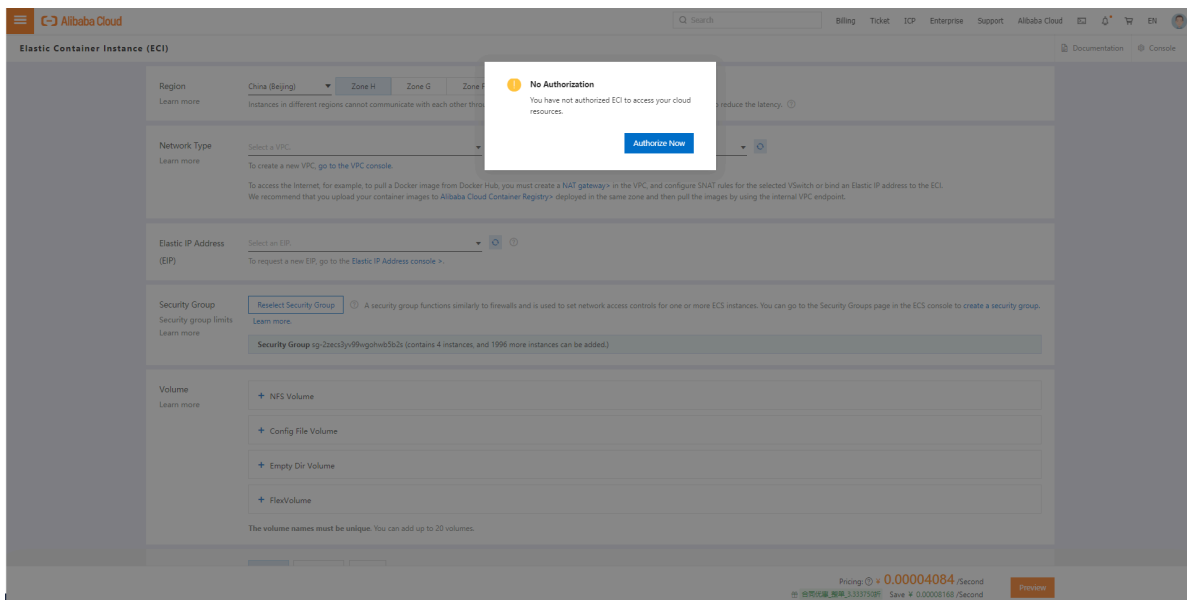 Alibaba Cloud
Search
Billing Ticket ICP Enterprise Support Alibaba Cloud EN
Elastic Container Instance (ECI)
Documentation Console
Region
China (Beijing) Zone H Zone G Zone F
Learn more
Instances in different regions cannot communicate with each other throu
o reduce the latency.
No Authorization
You have not authorized ECI to access your cloud
resources.
Authorize Now
Network Type
Select a VPC.
Learn more
To create a new VPC, go to the VPC console.
To access the Internet, for example, to pull a Docker image from Docker Hub, you must create a NAT gateway> in the VPC, and configure SNAT rules for the selected VSwitch or bind an Elastic IP address to the ECI.
We recommend that you upload your container images to Alibaba Cloud Container Registry> deployed in the same zone and then pull the images by using the internal VPC endpoint.
Elastic IP Address
(EIP)
Select an EIP.
To request a new EIP, go to the Elastic IP Address console >.
Security Group
Security group limits
Learn more
Reselect Security Group
A security group functions similarly to firewalls and is used to set network access controls for one or more ECS instances. You can go to the Security Groups page in the ECS console to create a security group.
Learn more.
Security Group sg-2zecs3yv99wgohwb5b2s (contains 4 instances, and 1996 more instances can be added.)
Volume
Learn more
+ NFS Volume
+ Config File Volume
+ Empty Dir Volume
+ FlexVolume
The volume names must be unique. You can add up to 20 volumes.
Pricing: ¥ 0.00004084 /Second
Save ¥ 0.00008168 /Second
Preview